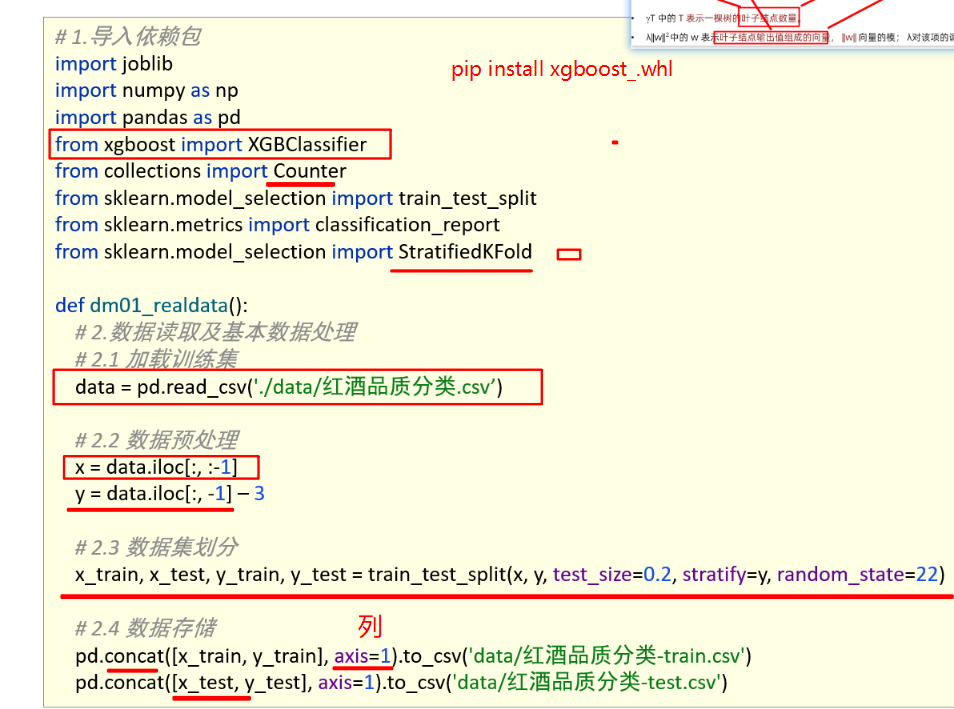 γT 中的 T 表示一棵树的叶子结点数量。
λ||w||²中的 w 表示叶子结点输出值组成的向量， ||w|| 向量的模； λ对该项的
pip install xgboost_.whl
# 1.导入依赖包
import joblib
import numpy as np
import pandas as pd
from xgboost import XGBClassifier
from collections import Counter
from sklearn.model_selection import train_test_split
from sklearn.metrics import classification_report
from sklearn.model_selection import StratifiedKFold
def dm01_realdata():
# 2.数据读取及基本数据处理
# 2.1 加载训练集
data = pd.read_csv('./data/红酒品质分类.csv’)
# 2.2 数据预处理
x = data.iloc[:, :-1]
y = data.iloc[:, -1] – 3
# 2.3 数据集划分
x_train, x_test, y_train, y_test = train_test_split(x, y, test_size=0.2, stratify=y, random_state=22)
# 2.4 数据存储
列
pd.concat([x_train, y_train], axis=1).to_csv('data/红酒品质分类-train.csv')
pd.concat([x_test, y_test], axis=1).to_csv('data/红酒品质分类-test.csv')